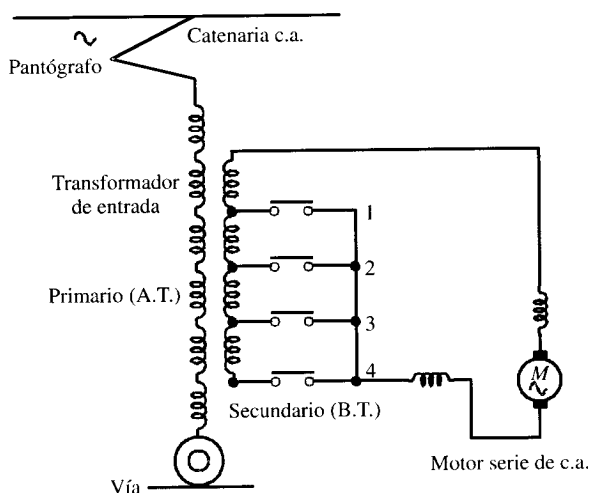 Catenaria c.a.
Pantógrafo
Transformador
de entrada
1
2
Primario (A.T.)
3
4
M
Secundario (B.T.)
Motor serie de c.a.
Vía